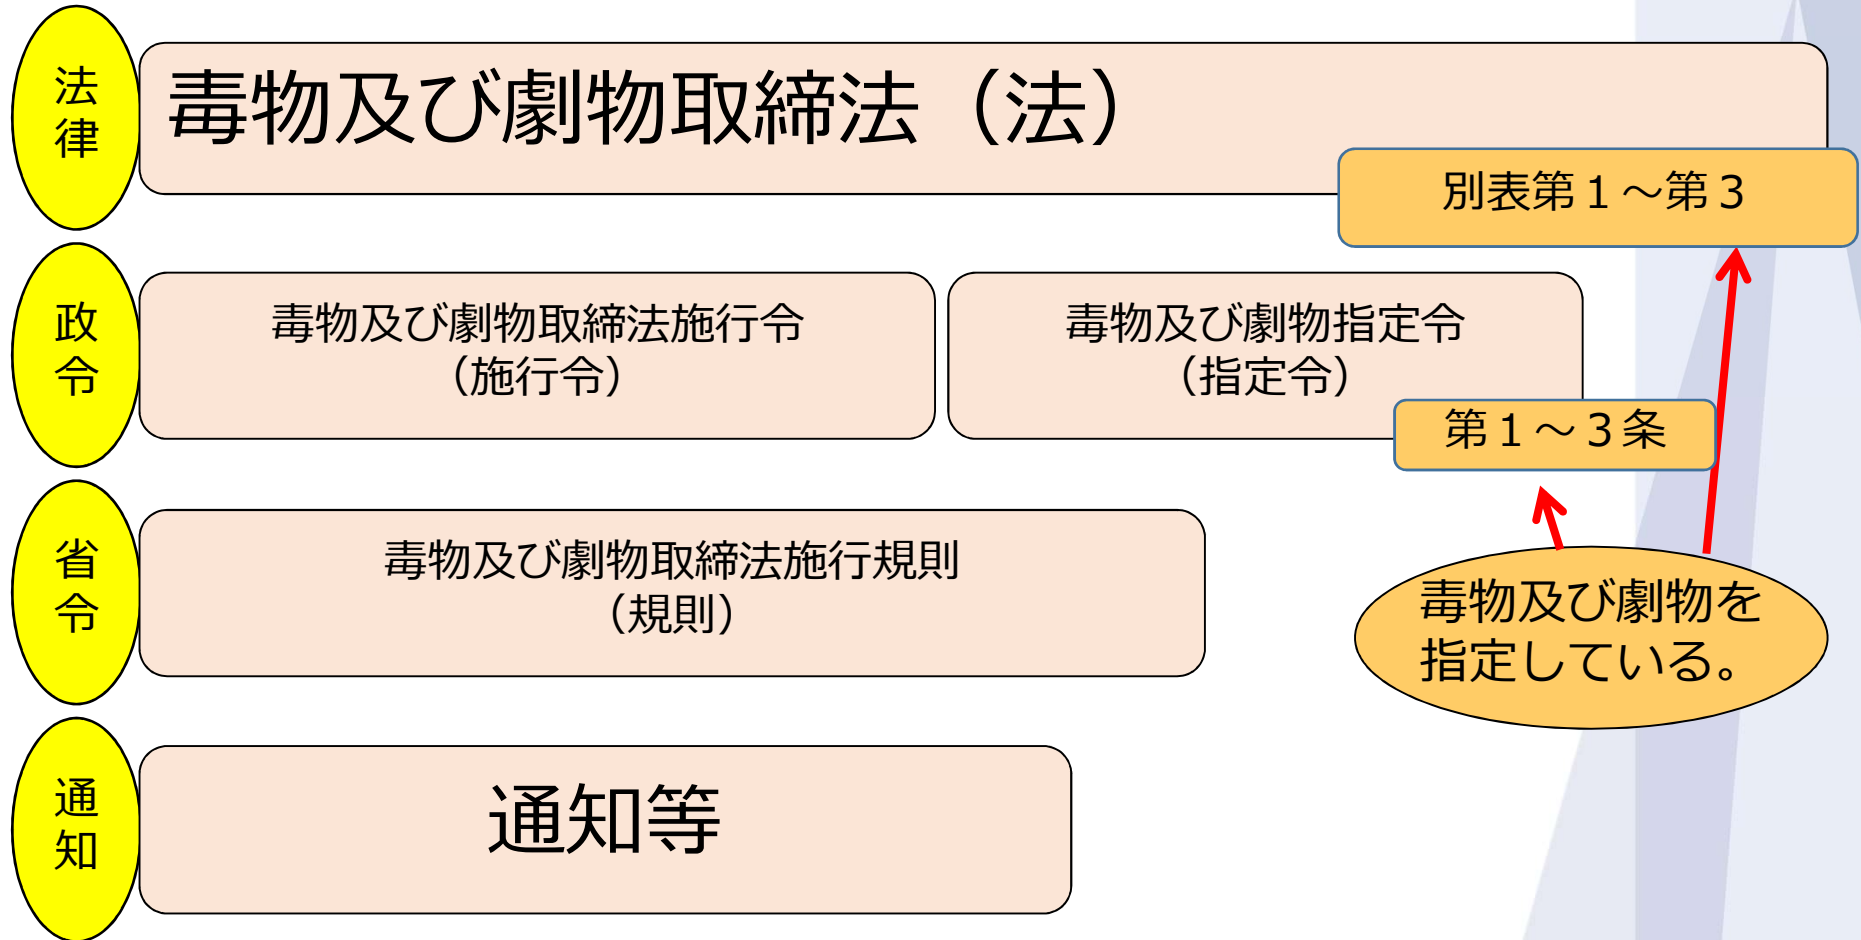 法律
毒物及び劇物取締法（法）
別表第１～第３
政令
毒物及び劇物取締法施行令
（施行令）
毒物及び劇物指定令
（指定令）
第１～３条
省令
毒物及び劇物取締法施行規則
（規則）
毒物及び劇物を
指定している。
通知
通知等